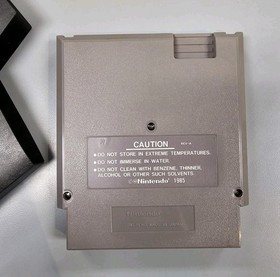 CAUTION REV-A
● DO NOT STORE IN EXTREME TEMPERATURES.
● DO NOT IMMERSE IN WATER.
● DO NOT CLEAN WITH BENZENE, THINNER,
ALCOHOL OR OTHER SUCH SOLVENTS.
©®Nintendo 1985